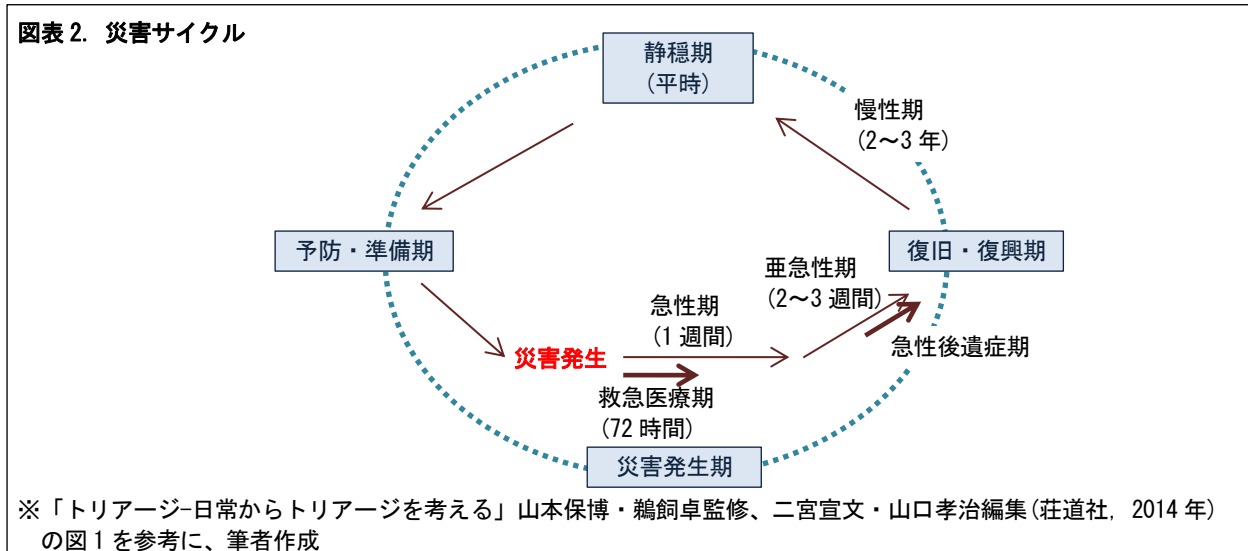 図表 2. 災害サイクル
静穏期
(平時)
慢性期
(2～3 年)
予防・準備期
復旧・復興期
亜急性期
(2～3 週間)
急性期
(1 週間)
急性後遺症期
災害発生
救急医療期
(72 時間)
災害発生期
※「トリアージ-日常からトリアージを考える」山本保博・鵜飼卓監修、二宮宣文・山口孝治編集(荘道社, 2014 年)
の図 1 を参考に、筆者作成